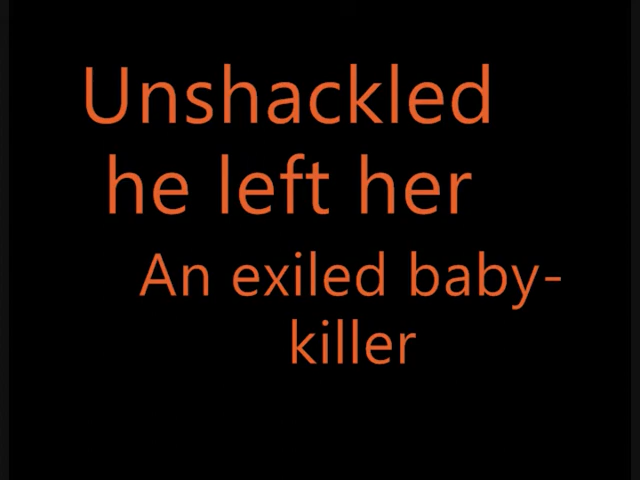 Unshackled
he left her
An exiled baby-
killer